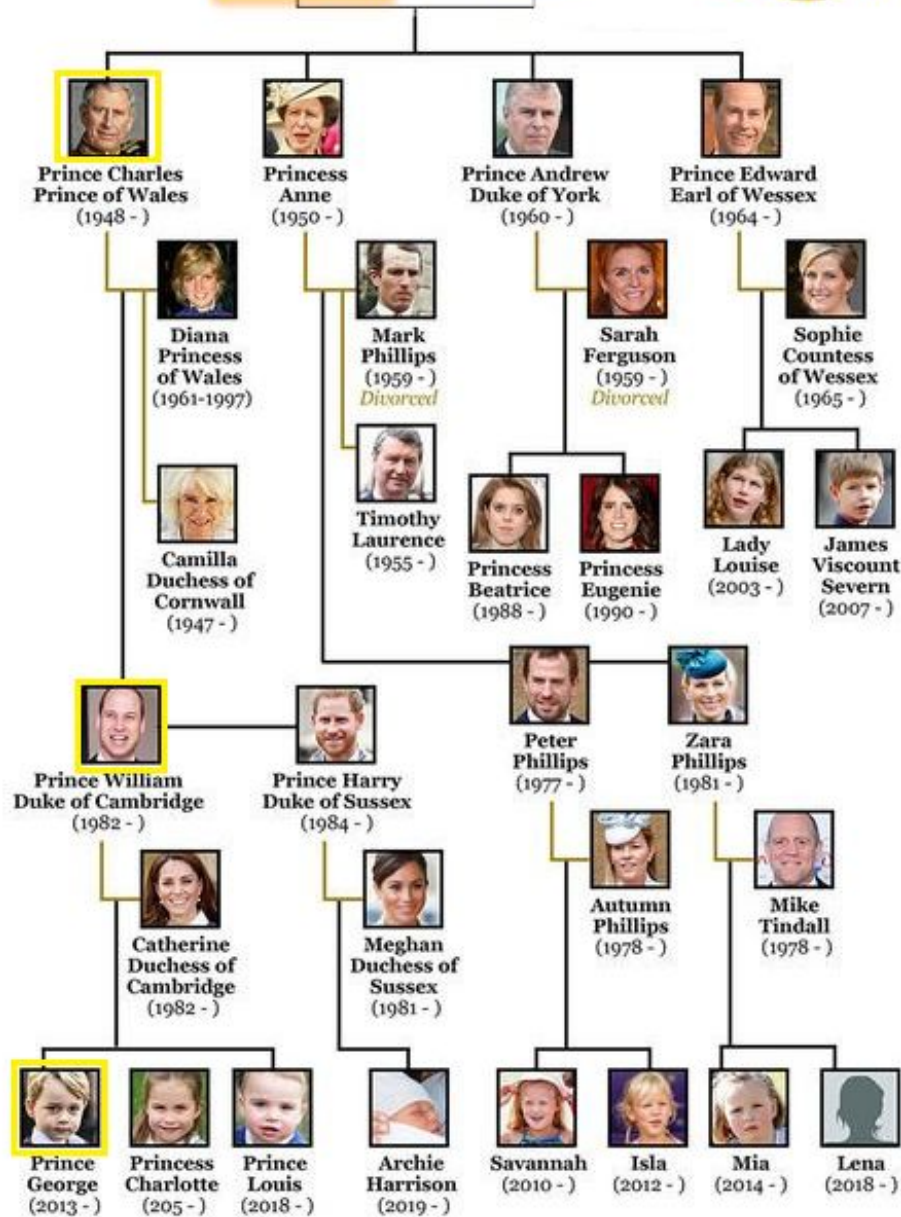 Prince Charles
Prince of Wales
(1948 - )
Princess
Anne
(1950 - )
Prince Andrew
Duke of York
(1960 - )
Prince Edward
Earl of Wessex
(1964 - )
Diana
Princess
of Wales
(1961-1997)
Mark
Phillips
(1959 - )
Divorced
Sarah
Ferguson
(1959 - )
Divorced
Sophie
Countess
of Wessex
(1965 - )
Camilla
Duchess of
Cornwall
(1947 - )
Timothy
Laurence
(1955 - )
Princess
Beatrice
(1988 - )
Princess
Eugenie
(1990 - )
Lady
Louise
(2003 - )
James
Viscount
Severn
(2007 - )
Prince William
Duke of Cambridge
(1982 - )
Prince Harry
Duke of Sussex
(1984 - )
Peter
Phillips
(1977 - )
Zara
Phillips
(1981 - )
Catherine
Duchess of
Cambridge
(1982 - )
Meghan
Duchess of
Sussex
(1981 - )
Autumn
Phillips
(1978 - )
Mike
Tindall
(1978 - )
Prince
George
(2013 - )
Princess
Charlotte
(205 - )
Prince
Louis
(2018 - )
Archie
Harrison
(2019 - )
Savannah
(2010 - )
Isla
(2012 - )
Mia
(2014 - )
Lena
(2018 - )